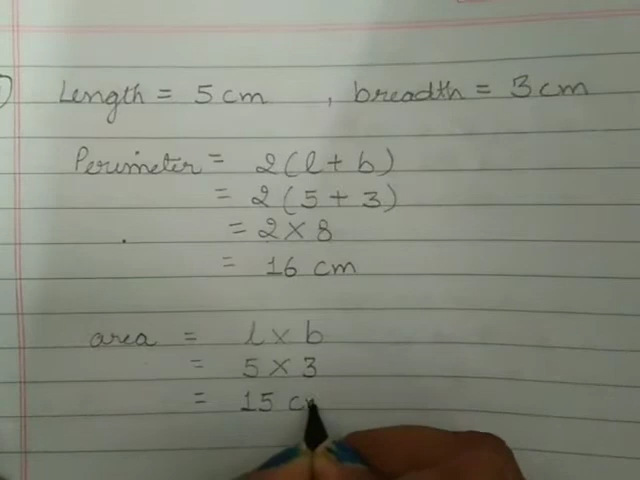 Length = 5 cm , breadth = 3 cm
Perimeter = 2 ( l + b )
= 2 ( 5 + 3 )
= 2 × 8
= 16 cm
area = l × b
= 5 × 3
= 15 c